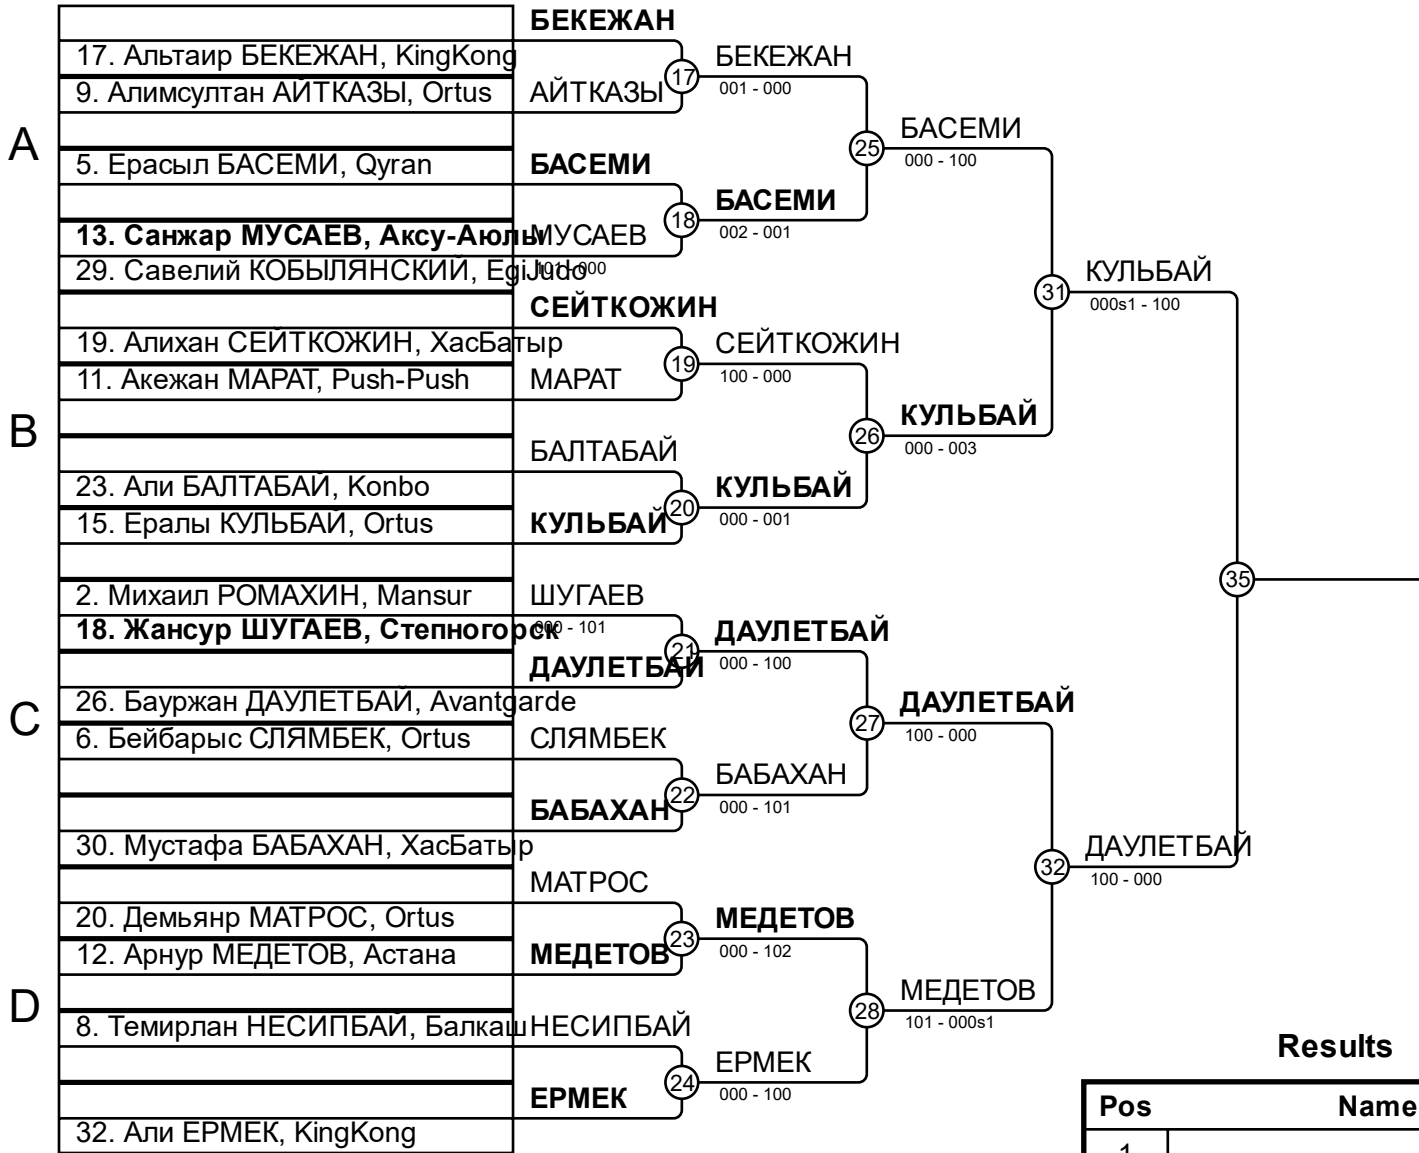 A
17. Альтаир БЕКЕЖАН, KingKong
9. Алимсултан АЙТКАЗЫ, Ortus
5. Ерасыл БАСЕМИ, Qyran
13. Санжар МУСАЕВ, Аксу-Аюлы
29. Савелий КОБЫЛЯНСКИЙ, EgiJudo
B
19. Алихан СЕЙТКОЖИН, ХасБатыр
11. Акежан МАРАТ, Push-Push
23. Али БАЛТАБАЙ, Konbo
15. Ералы КУЛЬБАЙ, Ortus
C
2. Михаил РОМАХИН, Mansur
18. Жансур ШУГАЕВ, Степногорск
26. Бауржан ДАУЛЕТБАЙ, Avantgarde
6. Бейбарыс СЛЯМБЕК, Ortus
30. Мустафа БАБАХАН, ХасБатыр
D
20. Демьянр МАТРОС, Ortus
12. Арнур МЕДЕТОВ, Астана
8. Темирлан НЕСИПБАЙ, Балкаш
32. Али ЕРМЕК, KingKong
БЕКЕЖАН
АЙТКАЗЫ
БАСЕМИ
МУСАЕВ
101 - 000
СЕЙТКОЖИН
МАРАТ
БАЛТАБАЙ
КУЛЬБАЙ
ШУГАЕВ
000 - 101
ДАУЛЕТБАЙ
СЛЯМБЕК
БАБАХАН
МАТРОС
МЕДЕТОВ
НЕСИПБАЙ
ЕРМЕК
17
БЕКЕЖАН
001 - 000
18
БАСЕМИ
002 - 001
19
СЕЙТКОЖИН
100 - 000
20
КУЛЬБАЙ
000 - 001
21
ДАУЛЕТБАЙ
000 - 100
22
БАБАХАН
000 - 101
23
МЕДЕТОВ
000 - 102
24
ЕРМЕК
000 - 100
25
БАСЕМИ
000 - 100
26
КУЛЬБАЙ
000 - 003
27
ДАУЛЕТБАЙ
100 - 000
28
МЕДЕТОВ
101 - 000s1
31
КУЛЬБАЙ
000s1 - 100
32
ДАУЛЕТБАЙ
100 - 000
35
Results
Pos Name
1